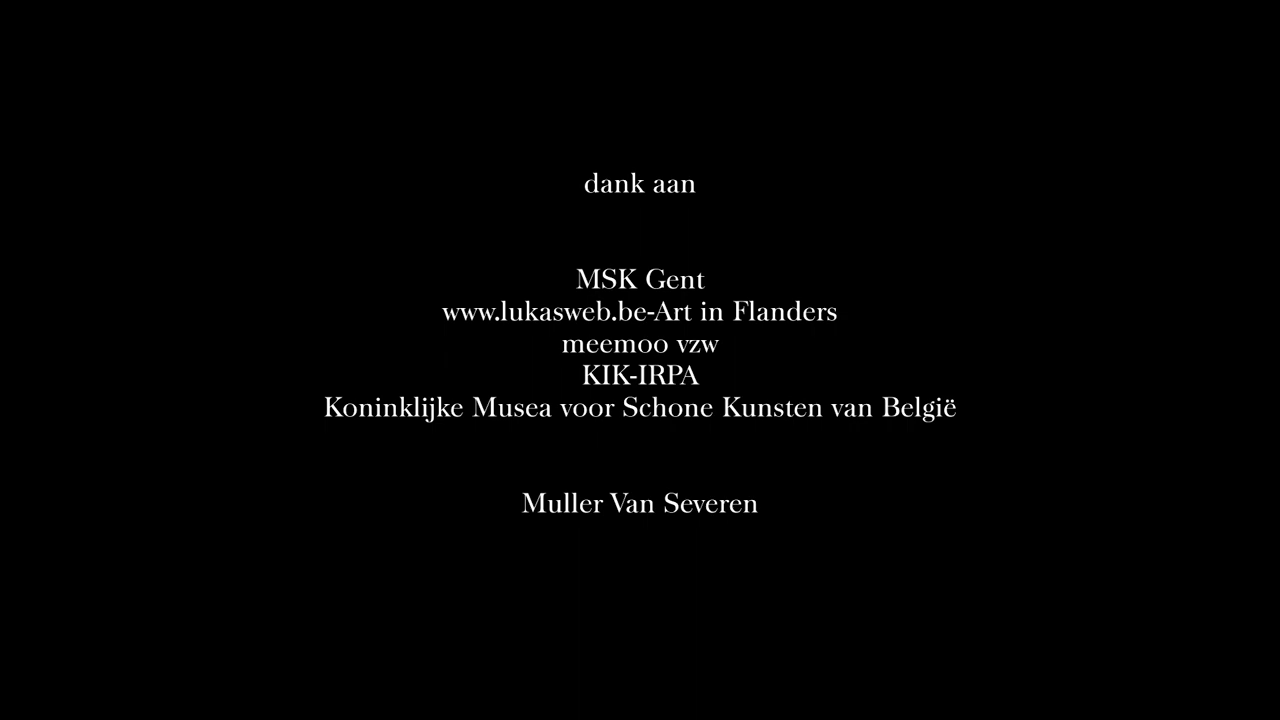 dank aan
MSK Gent
www.lukasweb.be-Art in Flanders
meemoo vzw
KIK-IRPA
Koninklijke Musea voor Schone Kunsten van België
Muller Van Severen